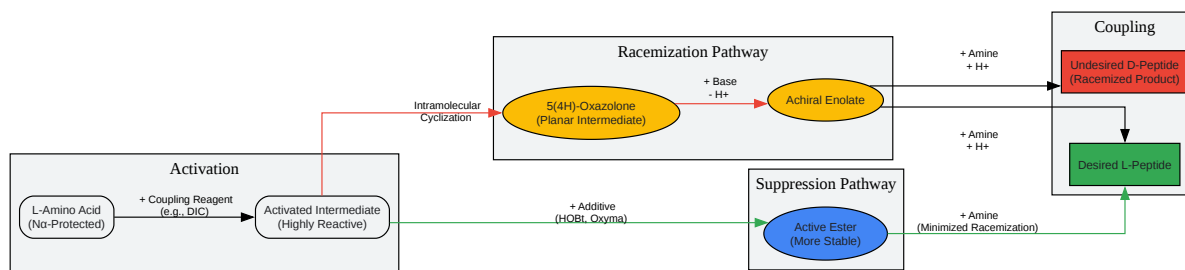 Coupling
Racemization Pathway
+ Amine
+ H+
Undesired D-Peptide
(Racemized Product)
+ Base
- H+
5(4H)-Oxazolone
(Planar Intermediate)
Achiral Enolate
Intramolecular
Cyclization
+ Amine
+ H+
Desired L-Peptide
Activation
Suppression Pathway
L-Amino Acid
(Nα-Protected)
+ Coupling Reagent
(e.g., DIC)
Activated Intermediate
(Highly Reactive)
+ Additive
(HOBt, Oxyma)
Active Ester
(More Stable)
+ Amine
(Minimized Racemization)